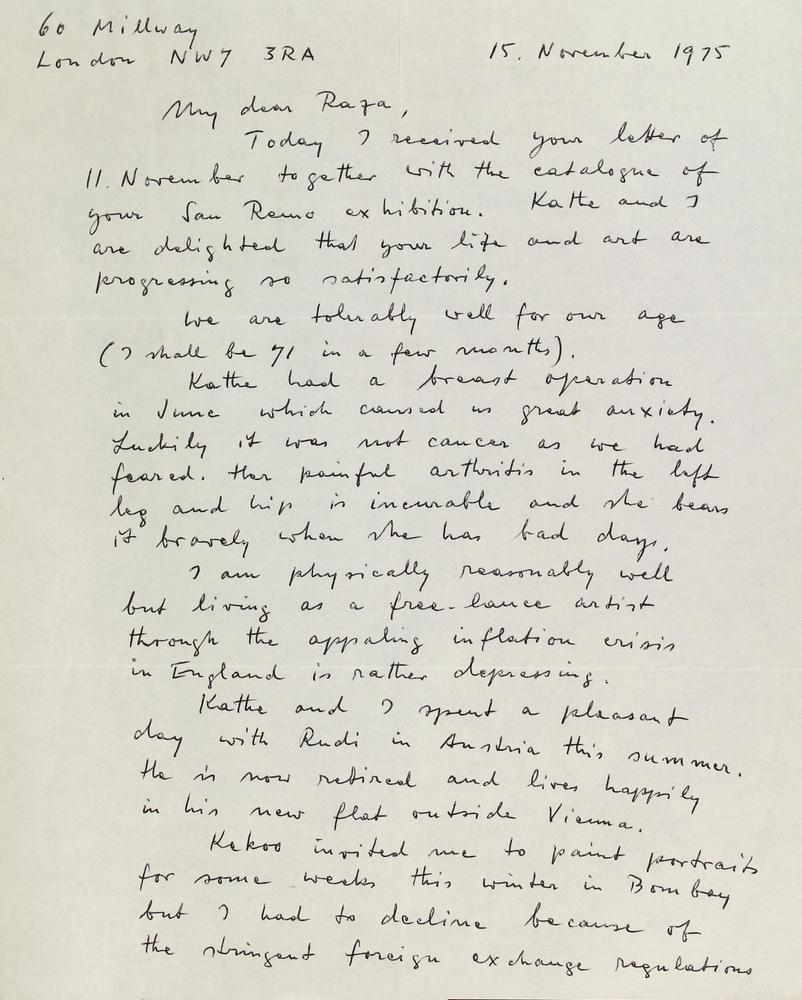 60 Millway
London NW7 3RA 15. November 1975
My dear Raza,
Today I received your letter of
11. November together with the catalogue of
your San Remo exhibition. Kathe and I
are delighted that your life and art are
progressing so satisfactorily.
We are tolerably well for our age
(I shall be 71 in a few months).
Kathe had a breast operation
in June which caused us great anxiety.
Luckily it was not cancer as we had
feared. Her painful arthritis in the left
leg and hip is incurable and she bears
it bravely when she has bad days.
I am physically reasonably well
but living as a free-lance artist
through the appaling inflation crisis
in England is rather depressing.
Kathe and I spent a pleasant
day with Rudi in Austria this summer.
He is now retired and lives happily
in his new flat outside Vienna.
Kekoo invited me to paint portraits
for some weeks this winter in Bombay
but I had to decline because of
the stringent foreign exchange regulations